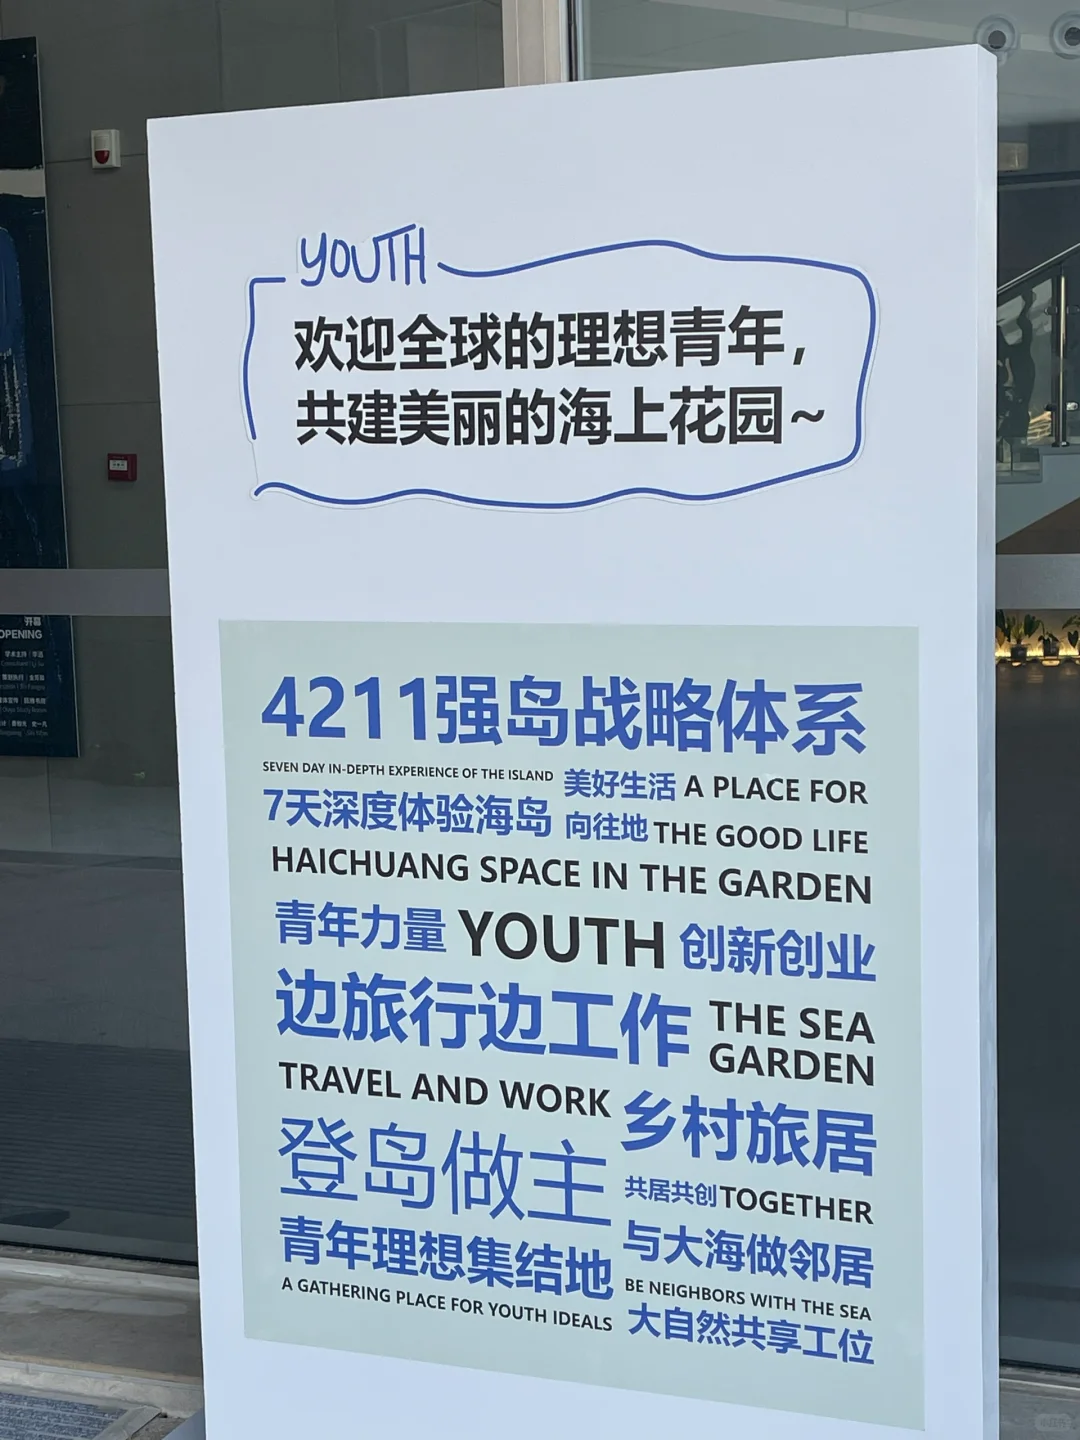 YOUTH
欢迎全球的理想青年，
共建美丽的海上花园~
4211强岛战略体系
SEVEN DAY IN-DEPTH EXPERIENCE OF THE ISLAND
7天深度体验海岛
美好生活 A PLACE FOR
向往地 THE GOOD LIFE
HAICHUANG SPACE IN THE GARDEN
青年力量 YOUTH 创新创业
边旅行边工作 THE SEA
GARDEN
TRAVEL AND WORK
乡村旅居
登岛做主
共居共创 TOGETHER
青年理想集结地
与大海做邻居
A GATHERING PLACE FOR YOUTH IDEALS
BE NEIGHBORS WITH THE SEA
大自然共享工位
开幕
OPENING